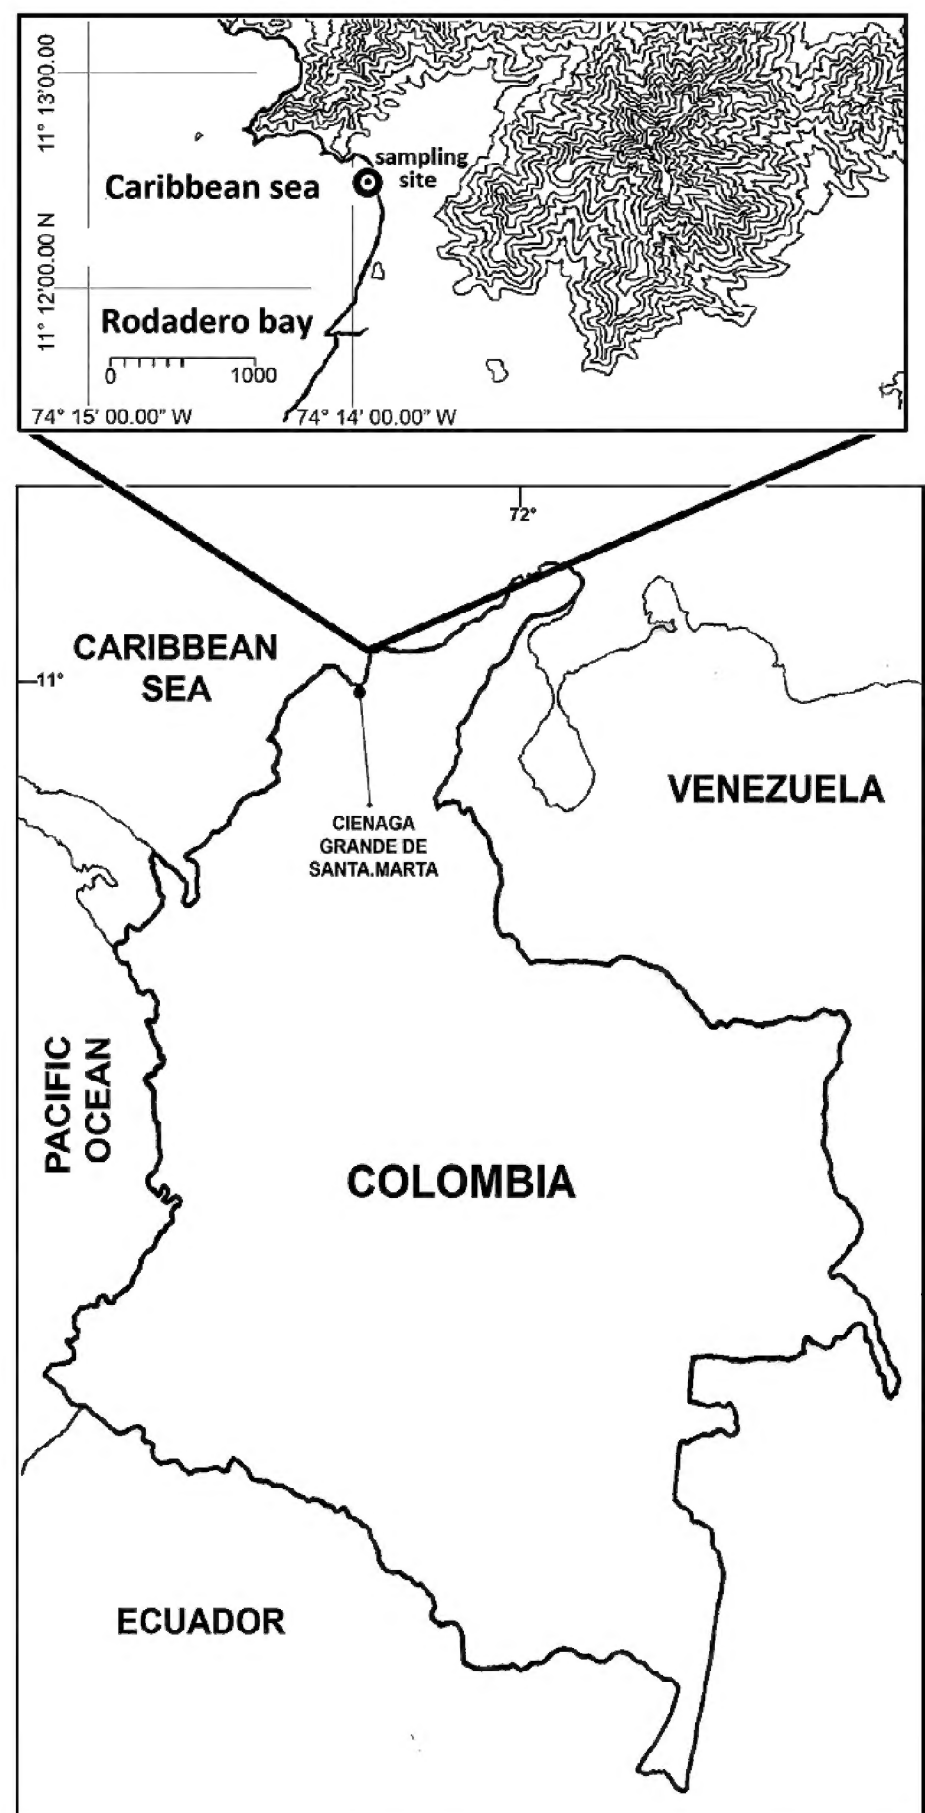 11° 13'00.00
sampling
site
Caribbean sea
11° 12'00.00 N
Rodadero bay
0 1000
74° 15' 00.00" W 74° 14' 00.00" W
72°
CARIBBEAN
SEA
11°
VENEZUELA
CIENAGA
GRANDE DE
SANTA.MARTA
PACIFIC
OCEAN
COLOMBIA
ECUADOR